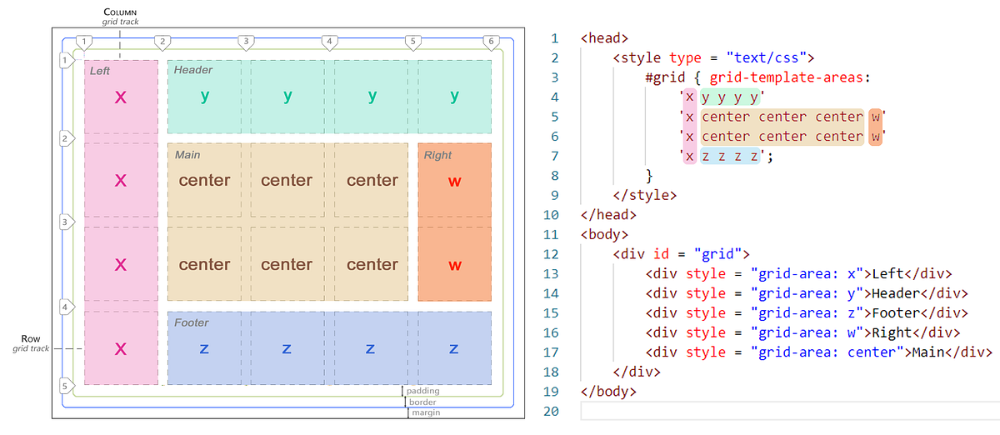 COLUMN
grid track
1 2 3 4 5 6
1
Left Header
x y y y y
2
Main Right
x center center center w
3
x center center center w
4
Footer
Row
grid track
x z z z z
5
padding
border
margin
1 <head>
2 <style type = "text/css">
3 #grid { grid-template-areas:
4 'x y y y y'
5 'x center center center w'
6 'x center center center w'
7 'x z z z z';
8 }
9 </style>
10 </head>
11 <body>
12 <div id = "grid">
13 <div style = "grid-area: x">Left</div>
14 <div style = "grid-area: y">Header</div>
15 <div style = "grid-area: z">Footer</div>
16 <div style = "grid-area: w">Right</div>
17 <div style = "grid-area: center">Main</div>
18 </div>
19 </body>
20